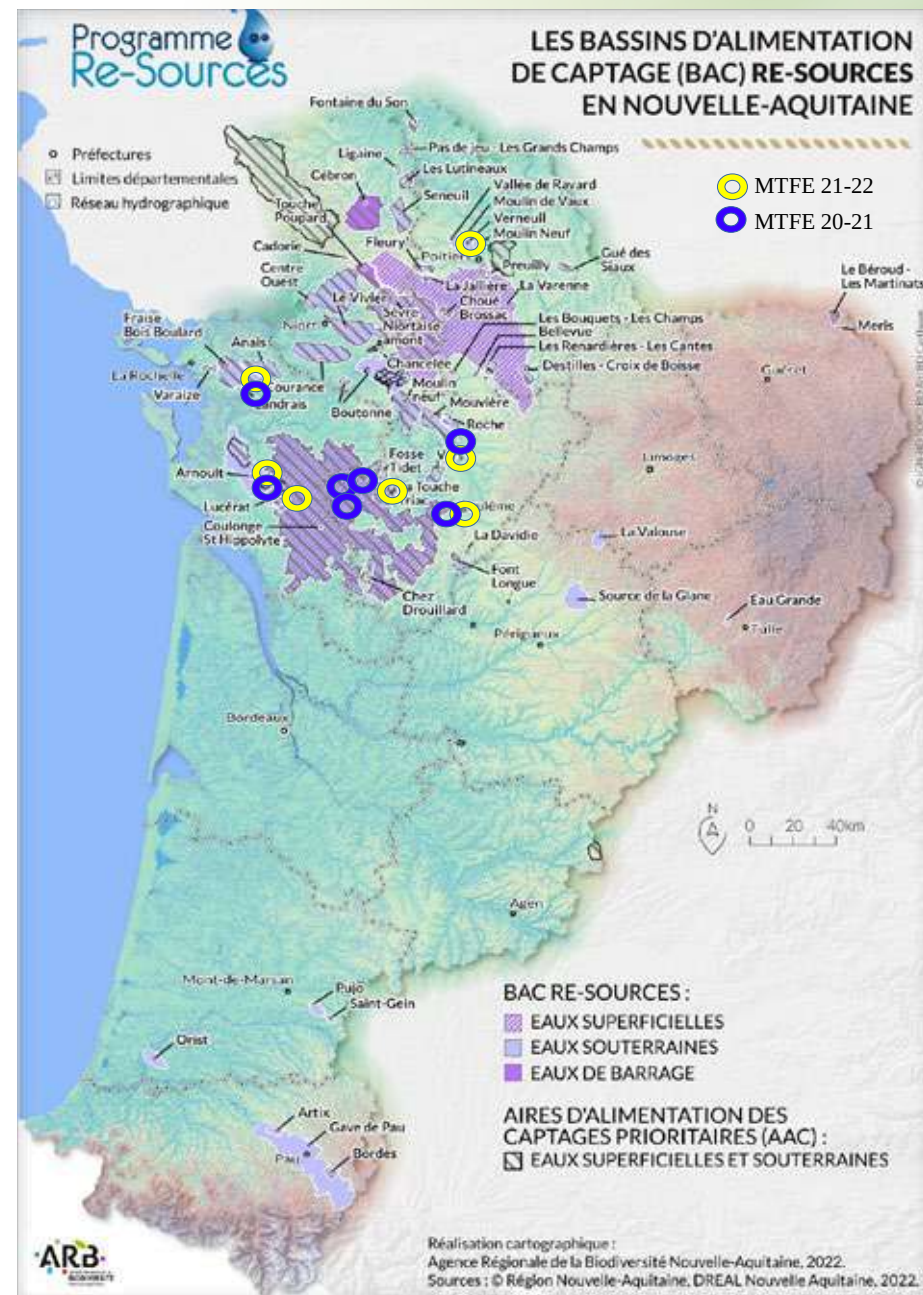 Programme
Re-Sources
LES BASSINS D'ALIMENTATION
DE CAPTAGE (BAC) RE-SOURCES
EN NOUVELLE-AQUITAINE
Préfectures
Limites départementales
Réseau hydrographique
MTFE 21-22
MTFE 20-21
Fontaine du Son
Pas de jeu - Les Grands Champs
Ligaine
Les Lutineaux
Cébron
Seneuil
Vallée de Ravard
Moulin de Vaux
Verneuil
Moulin Neuf
Touche
Poupard
Cadorie
Fleury
Preuilly
Gué des
Siaux
Centre
Ouest
La Jallière
La Varenne
Le Béroud -
Les Martinats
Meris
Le Vivier
Choué
Brossac
Sèvre
Niortaise
amont
Niort
Les Bouquets - Les Champs
Bellevue
Les Renardières - Les Cantes
Destilles - Croix de Boisse
Fraise
Bois Boulard
Anais
La Rochelle
Varaize
Courance
Landrais
Chancelée
Moulin
neuf
Boutonne
Mouvière
Roche
Guéret
Limoges
Arnoult
Fosse
Tidet
Touche
Lucérat
Coulonge
St Hippolyte
La Davidie
Font
Longue
Chez
Drouillard
La Valouse
Source de la Glane
Eau Grande
Tulle
Périgueux
Bordeaux
N
0 20 40km
Agen
Mont-de-Marsan
Pujo
Saint-Gein
Orist
Artix
Gave de Pau
Pau
Bordes
BAC RE-SOURCES :
EAUX SUPERFICIELLES
EAUX SOUTERRAINES
EAUX DE BARRAGE
AIRES D'ALIMENTATION DES
CAPTAGES PRIORITAIRES (AAC) :
EAUX SUPERFICIELLES ET SOUTERRAINES
ARB
Réalisation cartographique :
Agence Régionale de la Biodiversité Nouvelle-Aquitaine, 2022.
Sources : © Région Nouvelle-Aquitaine, DREAL Nouvelle Aquitaine, 2022.